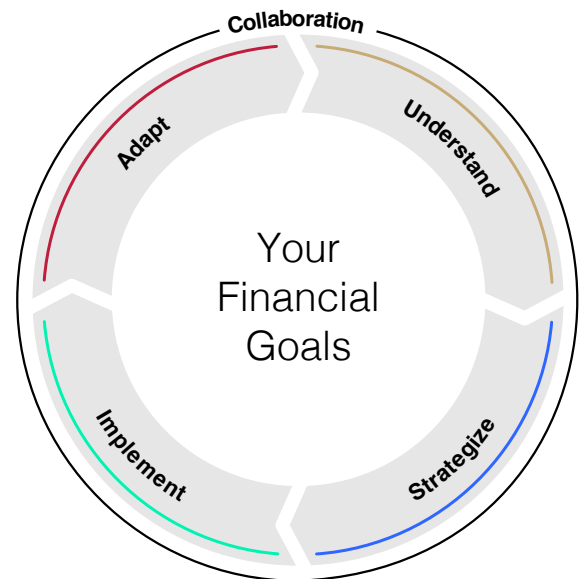 Collaboration
Understand
Strategize
Implement
Adapt
Your
Financial
Goals